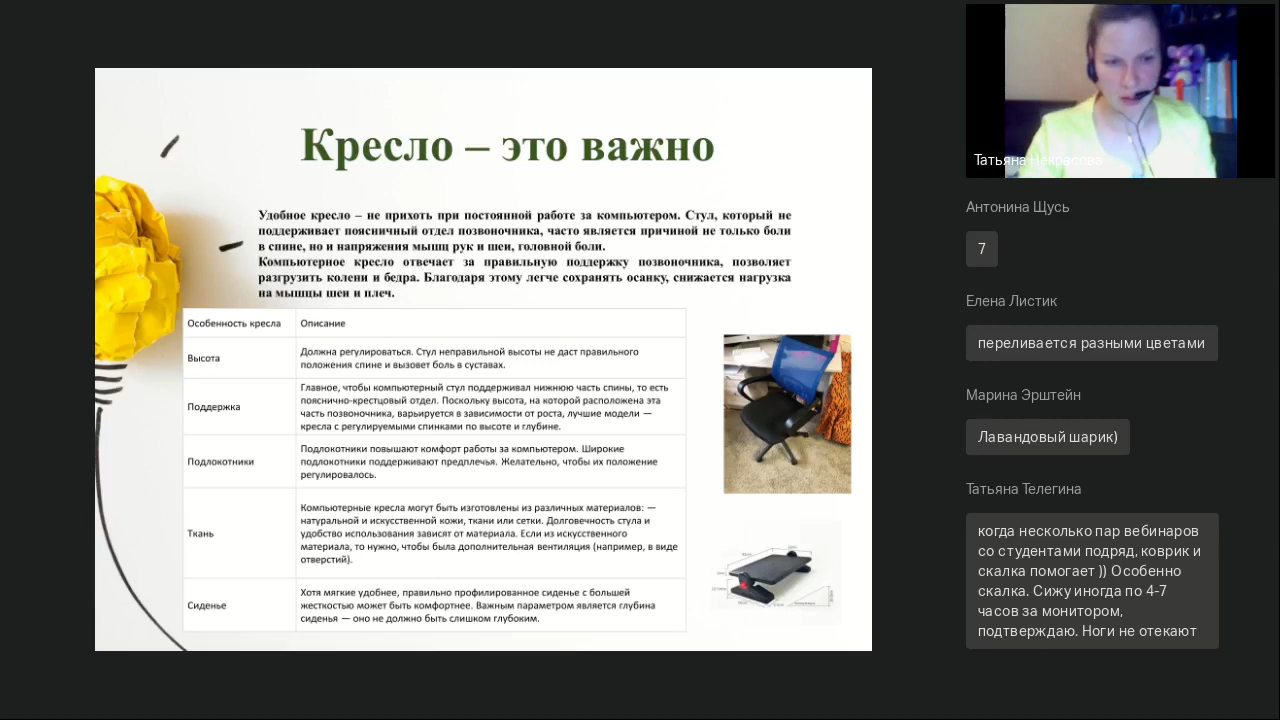 Кресло – это важно
Удобное кресло – не прихоть при постоянной работе за компьютером. Стул, который не
поддерживает поясничный отдел позвоночника, часто является причиной не только боли
в спине, но и напряжения мышц рук и шеи, головной боли.
Компьютерное кресло отвечает за правильную поддержку позвоночника, позволяет
разгрузить колени и бедра. Благодаря этому легче сохранять осанку, снижается нагрузка
на мышцы шеи и плеч.
Особенность кресла Описание
Высота
Должна регулироваться. Стул неправильной высоты не даст правильного
положения спине и вызовет боль в суставах.
Поддержка
Главное, чтобы компьютерный стул поддерживал нижнюю часть спины, то есть
пояснично-крестцовый отдел. Поскольку высота, на которой расположена эта
часть позвоночника, варьируется в зависимости от роста, лучшие модели —
кресла с регулируемыми спинками по высоте и глубине.
Подлокотники
Подлокотники повышают комфорт работы за компьютером. Широкие
подлокотники поддерживают предплечья. Желательно, чтобы их положение
регулировалось.
Ткань
Компьютерные кресла могут быть изготовлены из различных материалов: —
натуральной и искусственной кожи, ткани или сетки. Долговечность стула и
удобство использования зависят от материала. Если из искусственного
материала, то нужно, чтобы была дополнительная вентиляция (например, в виде
отверстий).
Сиденье
Хотя мягкие удобнее, правильно профилированное сиденье с большей
жесткостью может быть комфортнее. Важным параметром является глубина
сиденья — оно не должно быть слишком глубоким.
Татьяна Некрасова
Антонина Щусь
7
Елена Листик
переливается разными цветами
Марина Эрштейн
Лавандовый шарик)
Татьяна Телегина
когда несколько пар вебинаров
со студентами подряд, коврик и
скалка помогает )) Особенно
скалка. Сижу иногда по 4-7
часов за монитором,
подтверждаю. Ноги не отекают